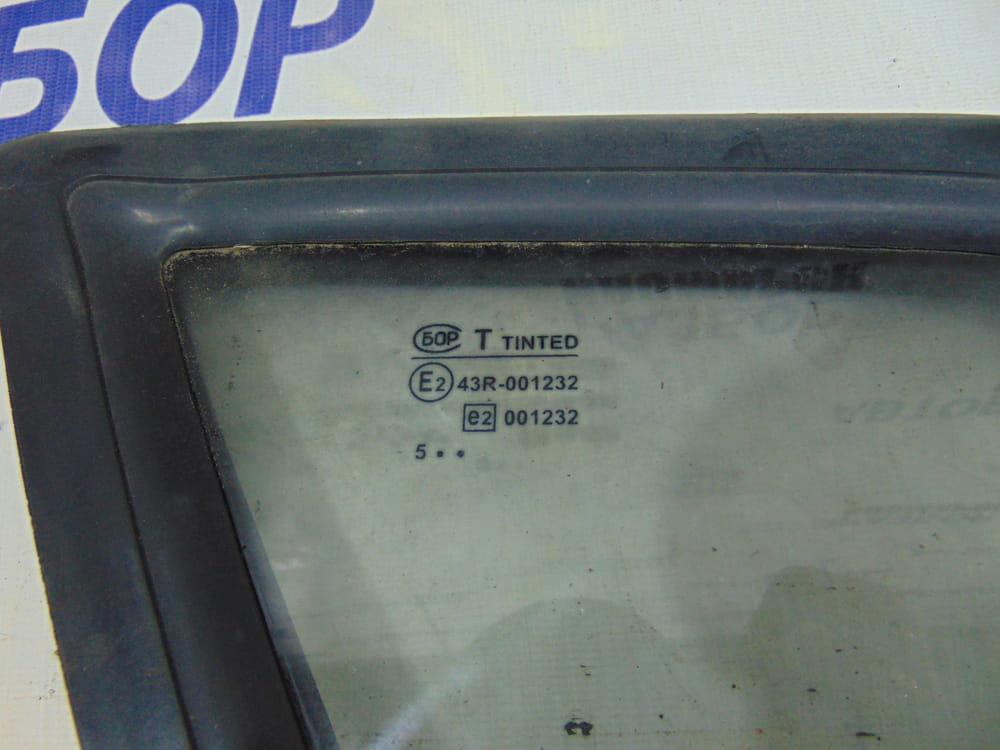 БОР
БОР T TINTED
E2 43R-001232
e2 001232
5 • •